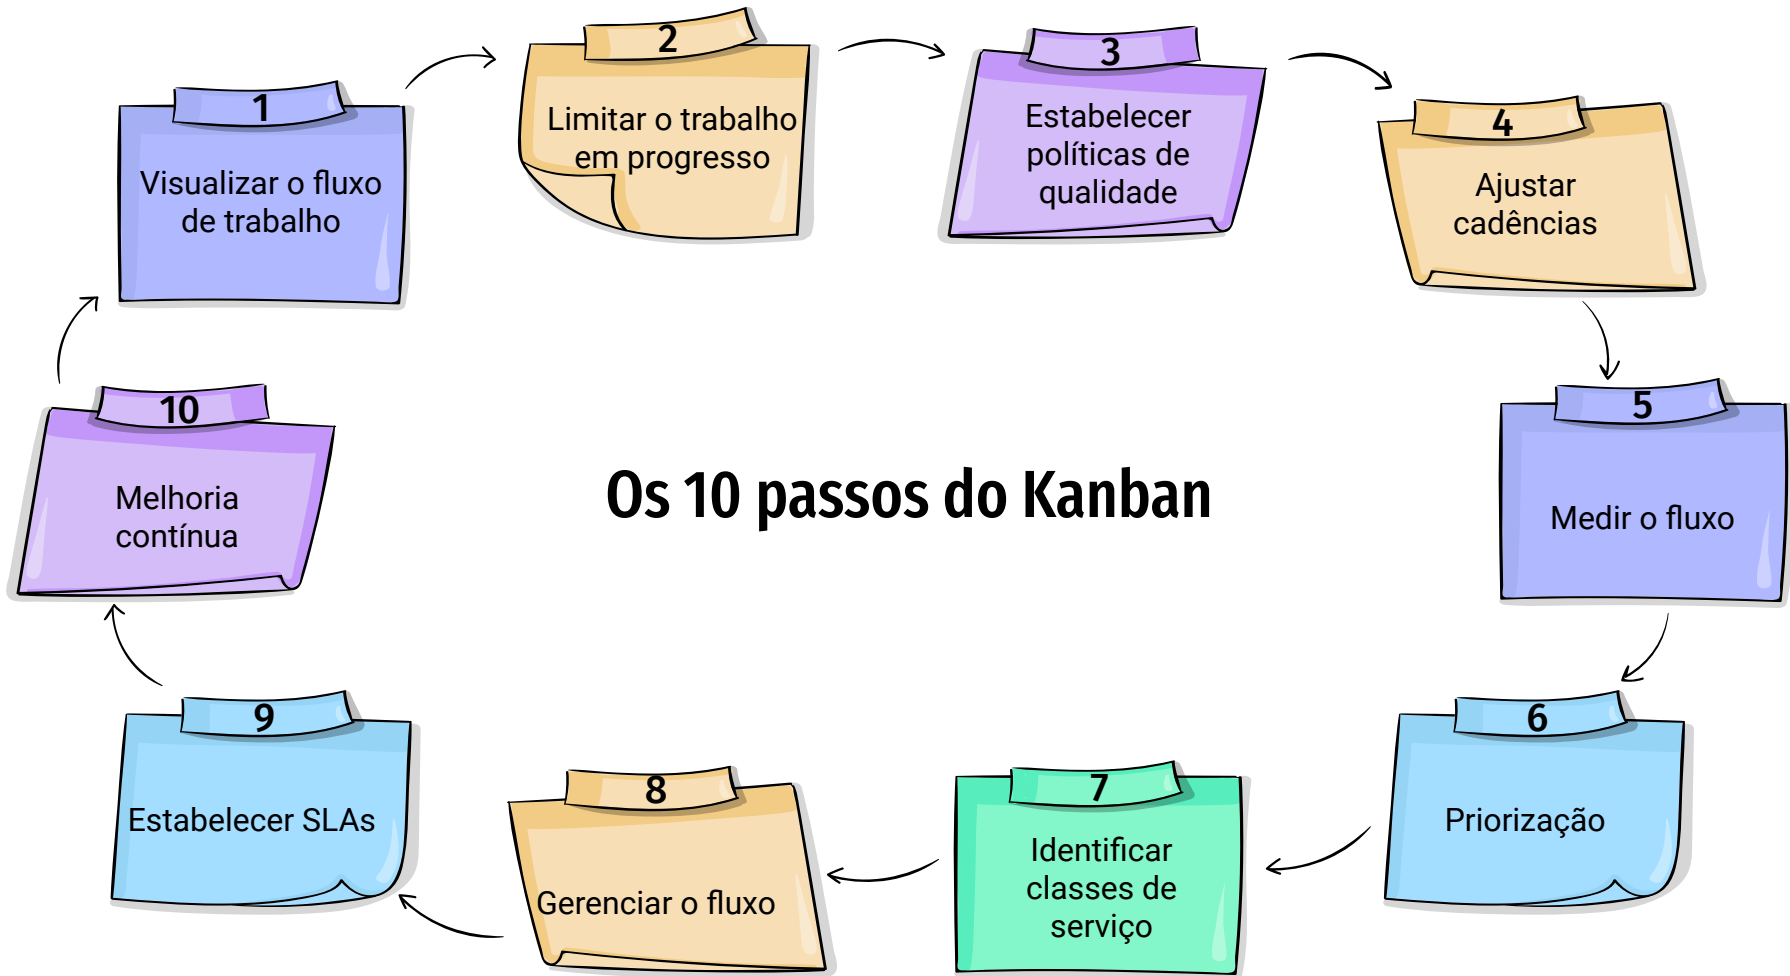 1
Visualizar o fluxo
de trabalho
2
Limitar o trabalho
em progresso
3
Estabelecer
políticas de
qualidade
4
Ajustar
cadências
5
Medir o fluxo
6
Priorização
7
Identificar
classes de
serviço
8
Gerenciar o fluxo
9
Estabelecer SLAs
10
Melhoria
contínua
Os 10 passos do Kanban